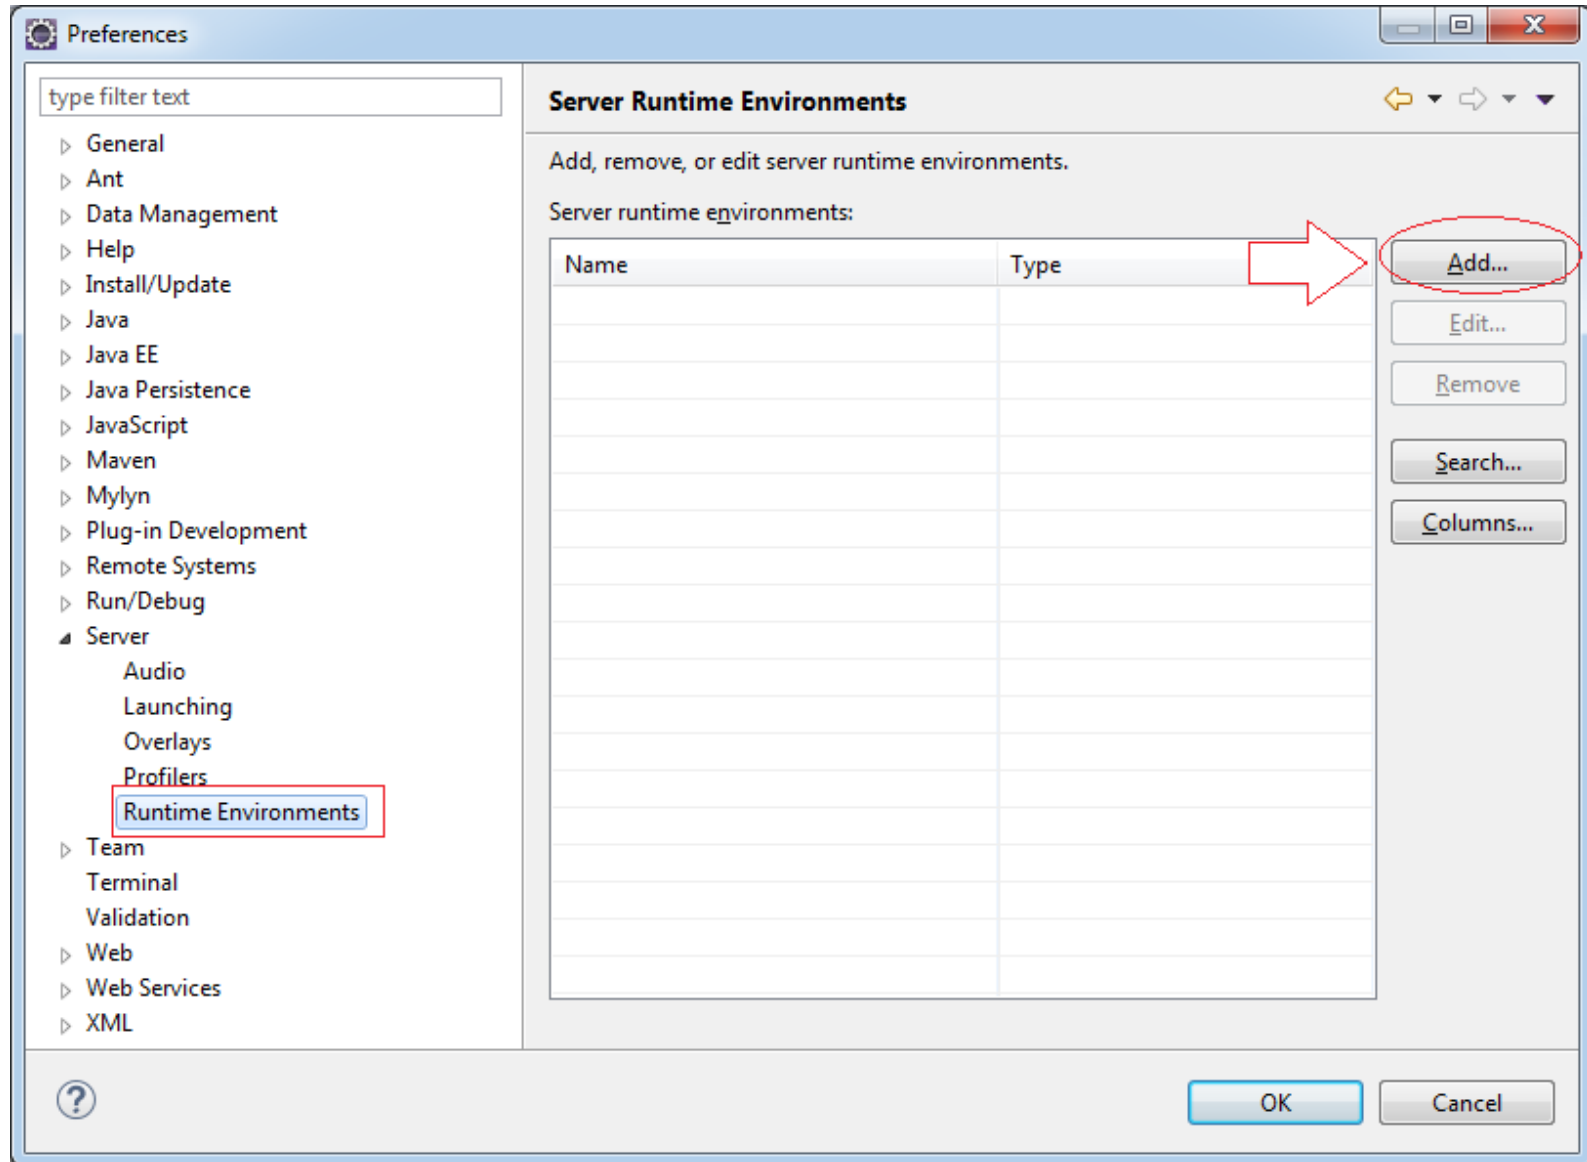 Preferences
type filter text
General
Ant
Data Management
Help
Install/Update
Java
Java EE
Java Persistence
JavaScript
Maven
Mylyn
Plug-in Development
Remote Systems
Run/Debug
Server
Audio
Launching
Overlays
Profilers
Runtime Environments
Team
Terminal
Validation
Web
Web Services
XML
Server Runtime Environments
Add, remove, or edit server runtime environments.
Server runtime environments:
Name Type
Add...
Edit...
Remove
Search...
Columns...
?
OK Cancel